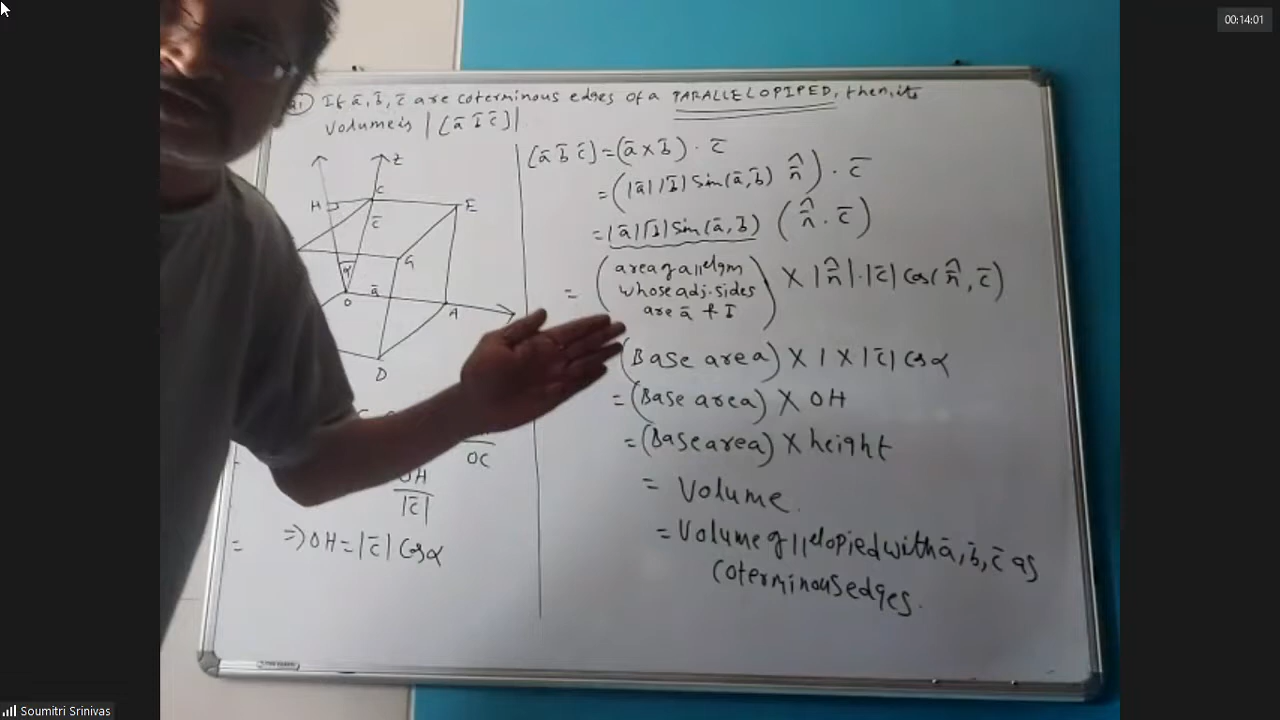 00:14:01
If ā, b̄, c̄ are coterminous edges of a PARALLELOPIPED, then, its
Volume is |[ā b̄ c̄]|.
[ā b̄ c̄] = (ā × b̄) · c̄
= (|ā| |b̄| Sin(ā, b̄) n̂) · c̄
= |ā| |b̄| Sin(ā, b̄) (n̂ · c̄)
= (area of a ||elgm
whose adj. sides
are ā & b̄) × |n̂| · |c̄| Cos(n̂, c̄)
(Base area) × 1 × |c̄| Cosα
= (Base area) × OH
= (Base area) × height
= Volume.
= Volume of ||elopied with ā, b̄, c̄ as
Coterminous edges.
Z
H
C
c̄
E
G
α
O
ā
A
D
OC
OH
|c̄|
=
⇒ OH = |c̄| Cosα
Soumitri Srinivas